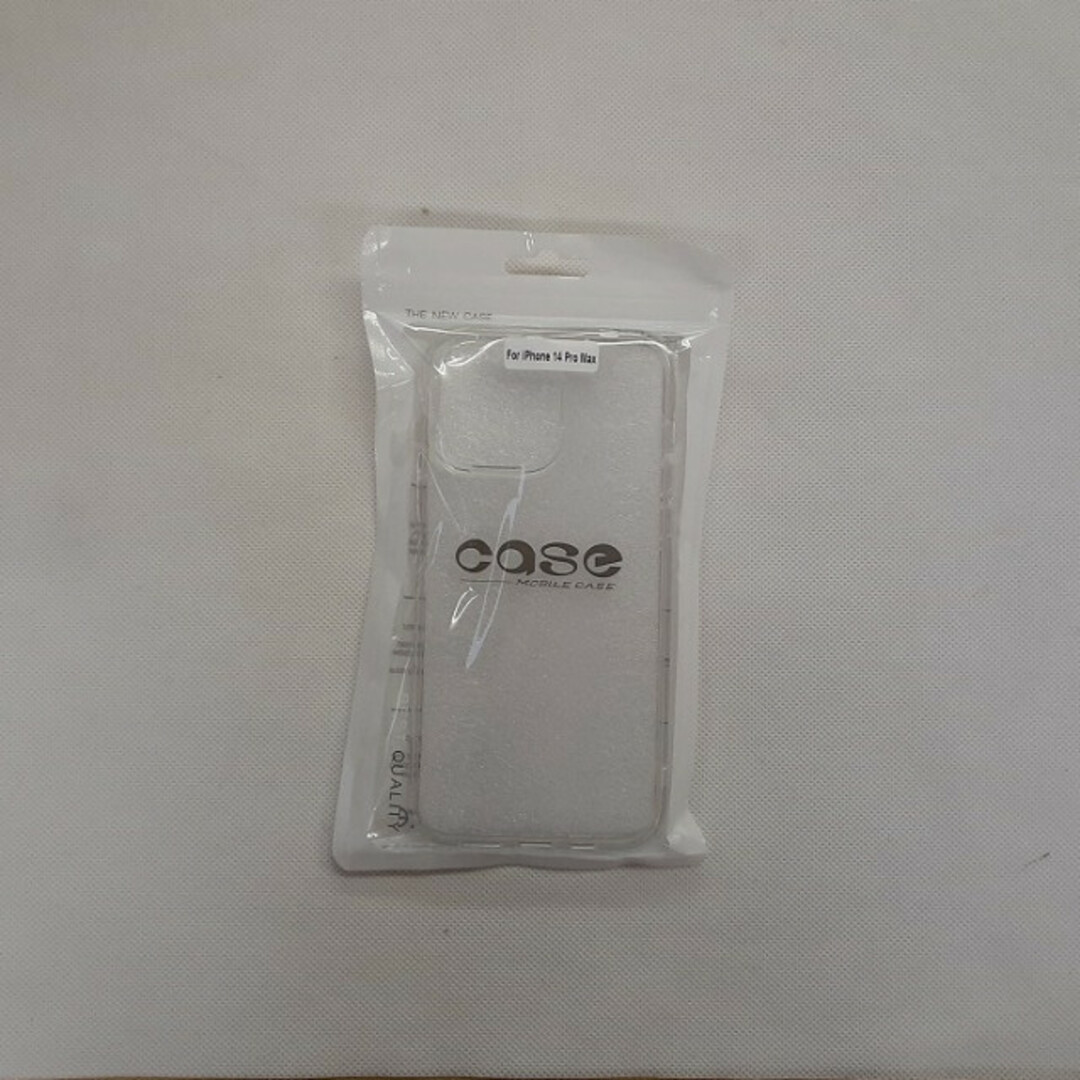 THE NEW CASE
For iPhone 14 Pro Max
case
MOBILE CASE
QUALITY